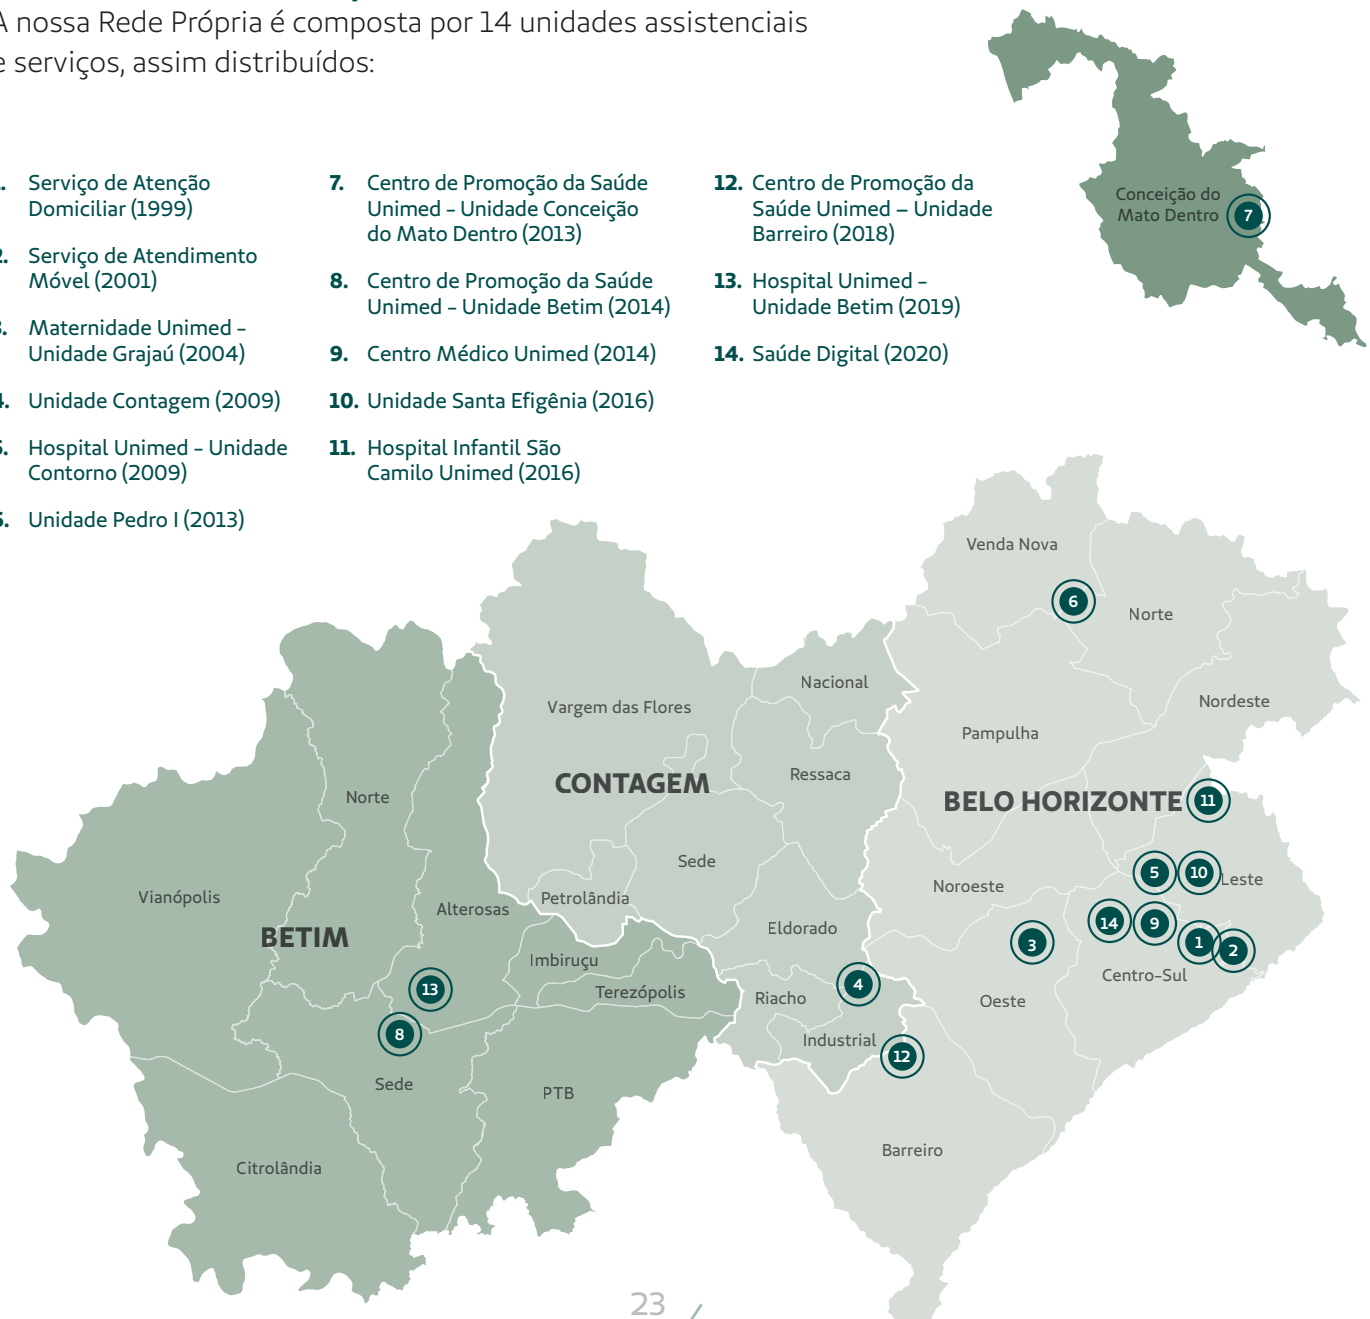 A nossa Rede Própria é composta por 14 unidades assistenciais
e serviços, assim distribuídos:
Serviço de Atenção
Domiciliar (1999)
Serviço de Atendimento
Móvel (2001)
Maternidade Unimed -
Unidade Grajaú (2004)
Unidade Contagem (2009)
Hospital Unimed - Unidade
Contorno (2009)
Unidade Pedro I (2013)
7. Centro de Promoção da Saúde
Unimed - Unidade Conceição
do Mato Dentro (2013)
8. Centro de Promoção da Saúde
Unimed - Unidade Betim (2014)
9. Centro Médico Unimed (2014)
10. Unidade Santa Efigênia (2016)
11. Hospital Infantil São
Camilo Unimed (2016)
12. Centro de Promoção da
Saúde Unimed – Unidade
Barreiro (2018)
13. Hospital Unimed -
Unidade Betim (2019)
14. Saúde Digital (2020)
Conceição do
Mato Dentro
7
Venda Nova
6
Norte
Nordeste
Nacional
Vargem das Flores
Pampulha
Ressaca
CONTAGEM
BELO HORIZONTE
11
Norte
Sede
Noroeste
5
10
Leste
Vianópolis
Petrolândia
Alterosas
Eldorado
14
9
BETIM
3
1
2
Imbiruçu
Centro-Sul
13
Terezópolis
Riacho
4
Oeste
8
Industrial
12
Sede
PTB
Barreiro
Citrolândia
23